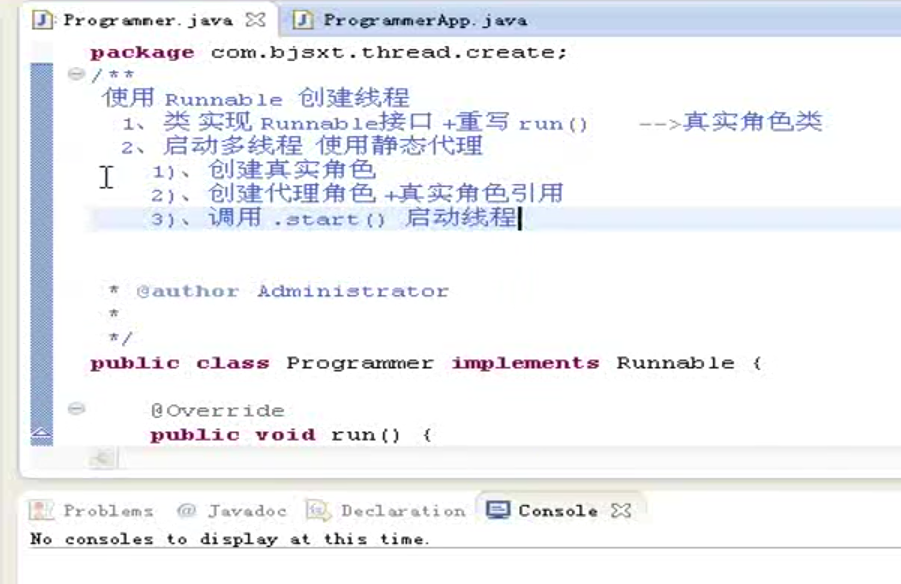 Programmer.java ProgrammerApp.java
package com.bjsxt.thread.create;
/**
使用 Runnable 创建线程
1、 类 实现 Runnable接口 +重写 run() -->真实角色类
2、 启动多线程 使用静态代理
1)、 创建真实角色
2)、 创建代理角色 +真实角色引用
3)、 调用 .start() 启动线程
* @author Administrator
*
*/
public class Programmer implements Runnable {
@Override
public void run() {
Problems @ Javadoc Declaration Console
No consoles to display at this time.